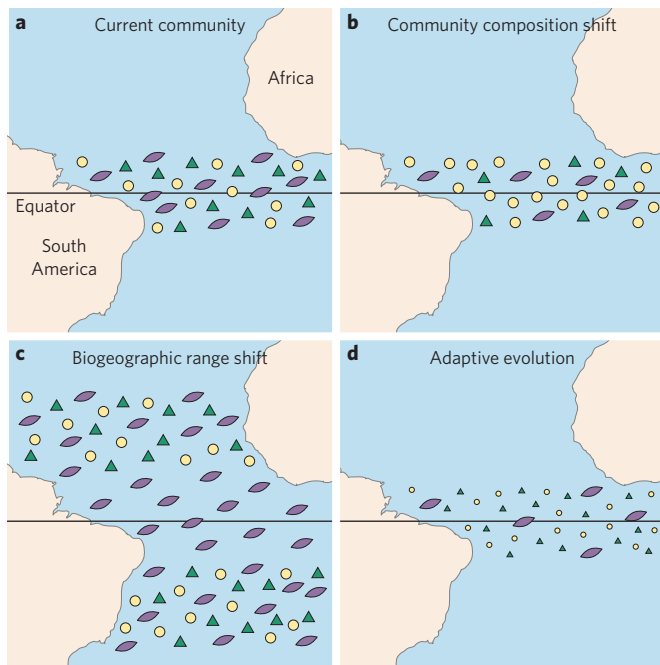 a Current community
Africa
Equator
South
America
b Community composition shift
c Biogeographic range shift
d Adaptive evolution